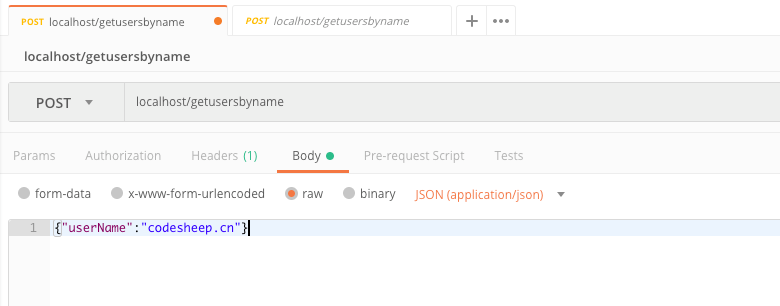 POST localhost/getusersbyname POST localhost/getusersbyname + •••
localhost/getusersbyname
POST localhost/getusersbyname
Params Authorization Headers (1) Body Pre-request Script Tests
form-data x-www-form-urlencoded raw binary JSON (application/json)
1 {"userName":"codesheep.cn"}